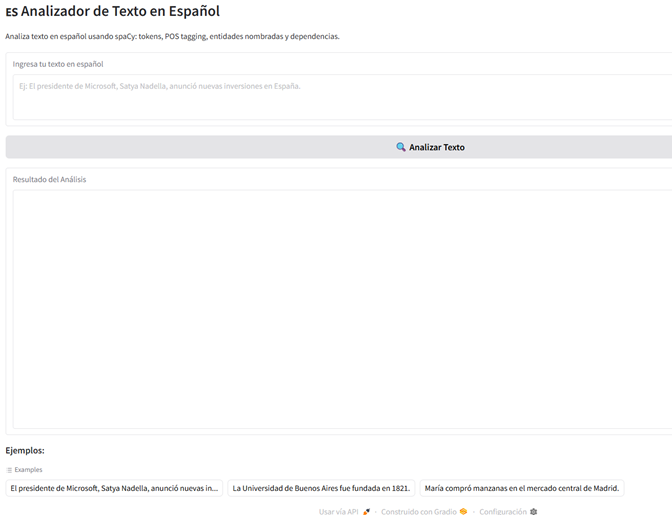 ES Analizador de Texto en Español
Analiza texto en español usando spaCy: tokens, POS tagging, entidades nombradas y dependencias.
Ingresa tu texto en español
Ej: El presidente de Microsoft, Satya Nadella, anunció nuevas inversiones en España.
🔍 Analizar Texto
Resultado del Análisis
Ejemplos:
Examples
El presidente de Microsoft, Satya Nadella, anunció nuevas in...
La Universidad de Buenos Aires fue fundada en 1821.
María compró manzanas en el mercado central de Madrid.
Usar vía API 🚀 · Construido con Gradio · Configuración